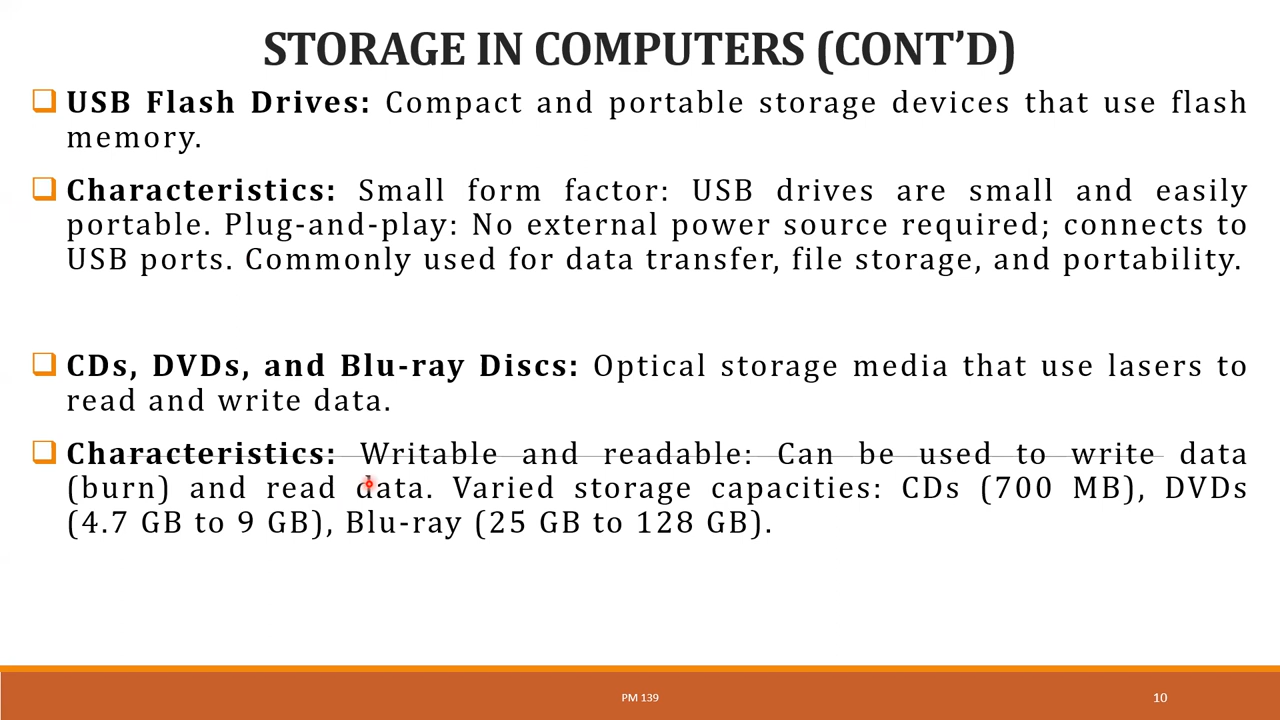 STORAGE IN COMPUTERS (CONT’D)
USB Flash Drives: Compact and portable storage devices that use flash
memory.
Characteristics: Small form factor: USB drives are small and easily
portable. Plug-and-play: No external power source required; connects to
USB ports. Commonly used for data transfer, file storage, and portability.
CDs, DVDs, and Blu-ray Discs: Optical storage media that use lasers to
read and write data.
Characteristics: Writable and readable: Can be used to write data
(burn) and read data. Varied storage capacities: CDs (700 MB), DVDs
(4.7 GB to 9 GB), Blu-ray (25 GB to 128 GB).
PM 139
10